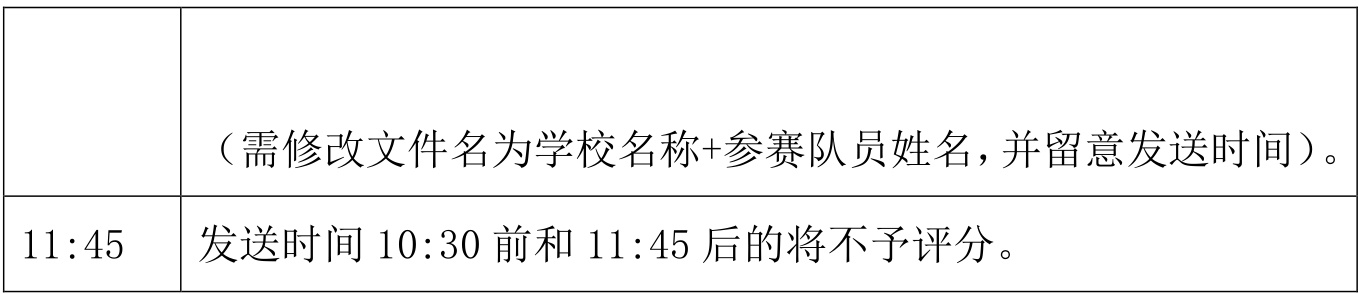 （需修改文件名为学校名称+参赛队员姓名，并留意发送时间）。
11:45 发送时间 10:30 前和 11:45 后的将不予评分。